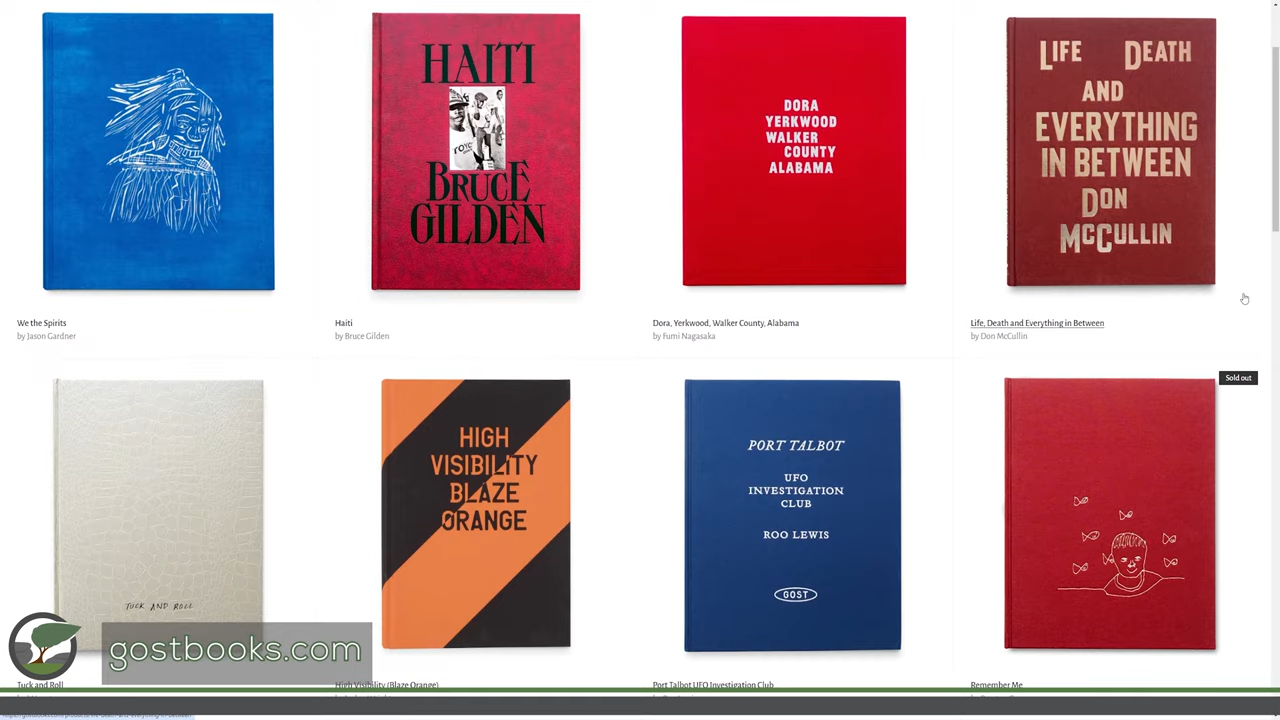 HAITI
TOYO
BRUCE
GILDEN
DORA
YERKWOOD
WALKER
COUNTY
ALABAMA
LIFE DEATH
AND
EVERYTHING
IN BETWEEN
DON
McCULLIN
We the Spirits
by Jason Gardner
Haiti
by Bruce Gilden
Dora, Yerkwood, Walker County, Alabama
by Fumi Nagasaka
Life, Death and Everything in Between
by Don McCullin
TUCK AND ROLL
HIGH
VISIBILITY
BLAZE
ORANGE
PORT TALBOT
UFO
INVESTIGATION
CLUB
ROO LEWIS
GOST
Sold out
gostbooks.com
Tuck and Roll
High Visibility (Blaze Orange)
Port Talbot UFO Investigation Club
Remember Me